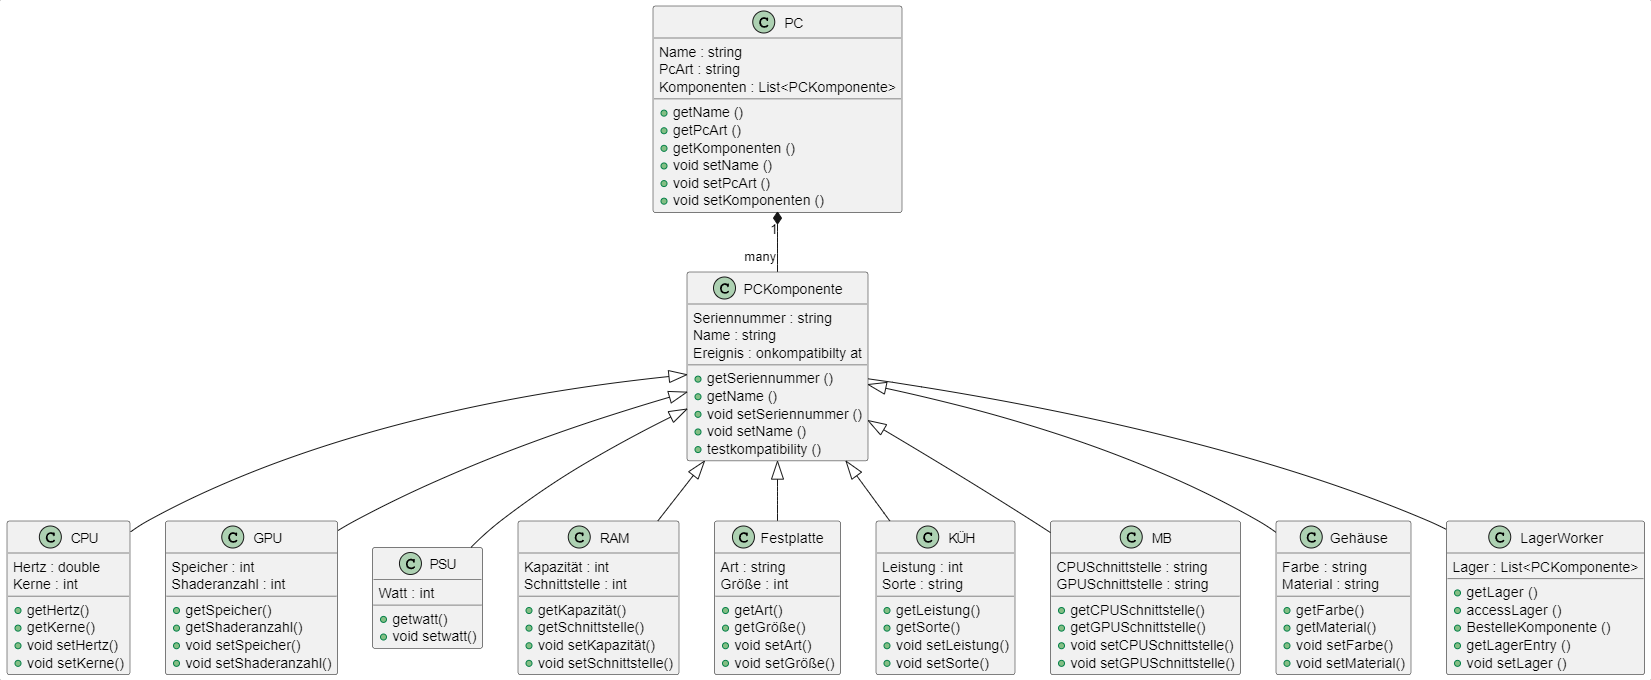 C PC
Name : string
PcArt : string
Komponenten : List<PCKomponente>
getName ()
getPcArt ()
getKomponenten ()
void setName ()
void setPcArt ()
void setKomponenten ()
1
many
C PCKomponente
Seriennummer : string
Name : string
Ereignis : onkompatibilty at
getSeriennummer ()
getName ()
void setSeriennummer ()
void setName ()
testkompatibility ()
C CPU
Hertz : double
Kerne : int
getHertz()
getKerne()
void setHertz()
void setKerne()
C GPU
Speicher : int
Shaderanzahl : int
getSpeicher()
getShaderanzahl()
void setSpeicher()
void setShaderanzahl()
C PSU
Watt : int
getwatt()
void setwatt()
C RAM
Kapazität : int
Schnittstelle : int
getKapazität()
getSchnittstelle()
void setKapazität()
void setSchnittstelle()
C Festplatte
Art : string
Größe : int
getArt()
getGröße()
void setArt()
void setGröße()
C KÜH
Leistung : int
Sorte : string
getLeistung()
getSorte()
void setLeistung()
void setSorte()
C MB
CPUSchnittstelle : string
GPUSchnittstelle : string
getCPUSchnittstelle()
getGPUSchnittstelle()
void setCPUSchnittstelle()
void setGPUSchnittstelle()
C Gehäuse
Farbe : string
Material : string
getFarbe()
getMaterial()
void setFarbe()
void setMaterial()
C LagerWorker
Lager : List<PCKomponente>
getLager ()
accessLager ()
BestelleKomponente ()
getLagerEntry ()
void setLager ()